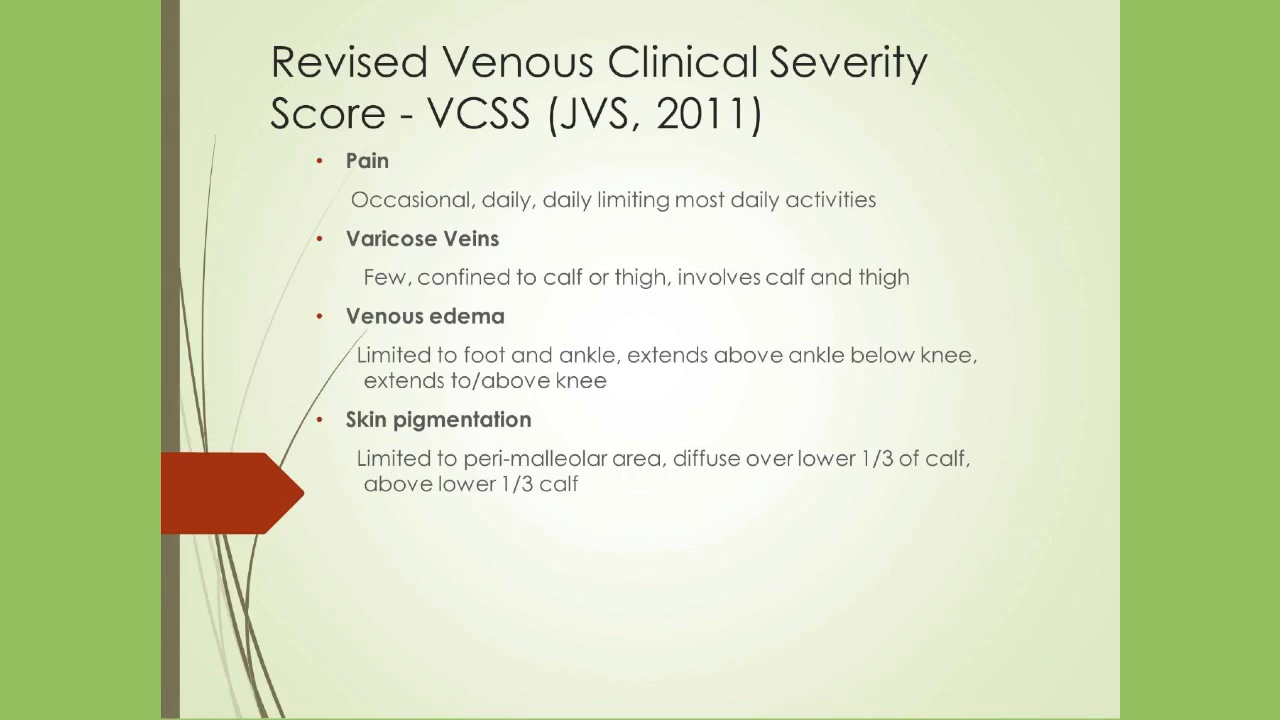 Revised Venous Clinical Severity
Score - VCSS (JVS, 2011)
• Pain
Occasional, daily, daily limiting most daily activities
• Varicose Veins
Few, confined to calf or thigh, involves calf and thigh
• Venous edema
Limited to foot and ankle, extends above ankle below knee,
extends to/above knee
• Skin pigmentation
Limited to peri-malleolar area, diffuse over lower 1/3 of calf,
above lower 1/3 calf